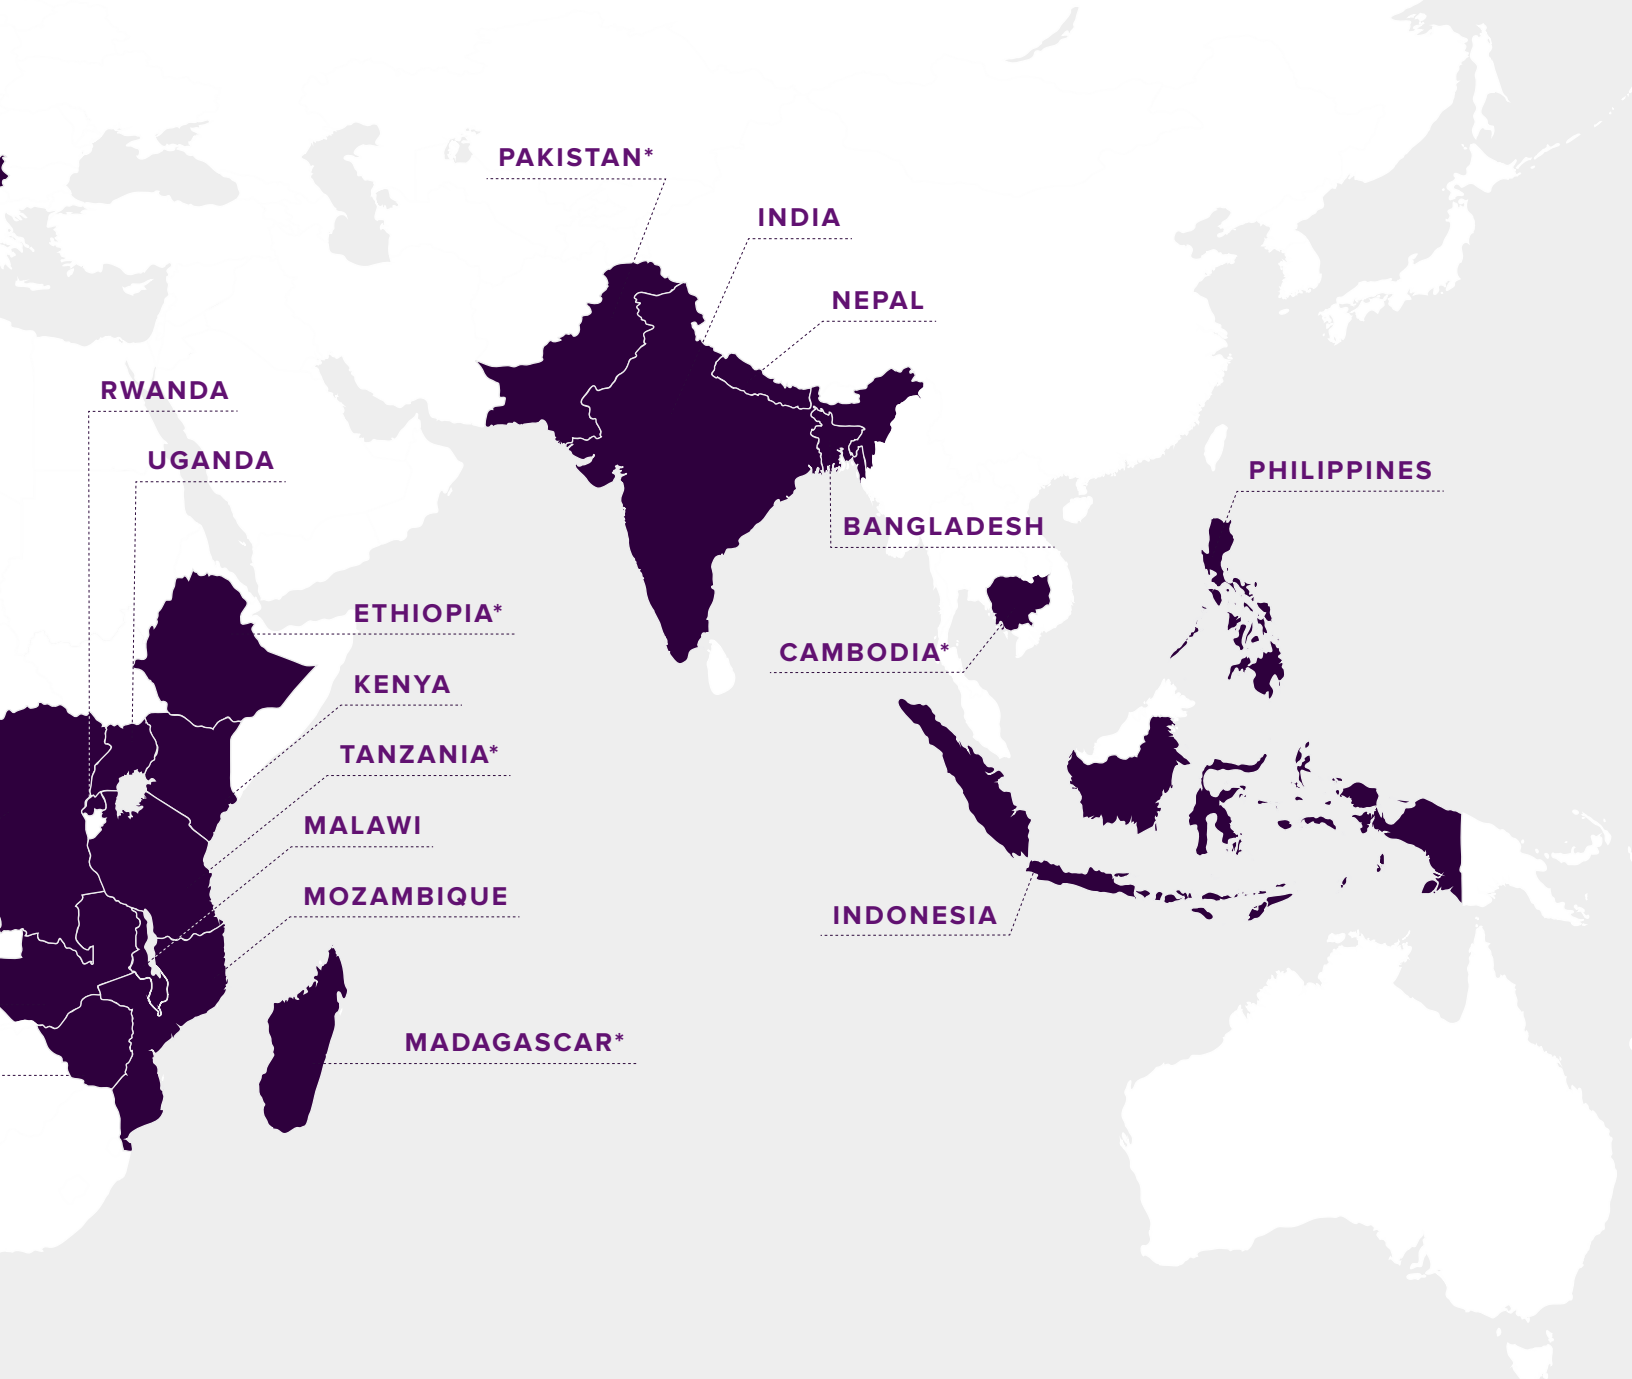 PAKISTAN*
INDIA
NEPAL
RWANDA
UGANDA
PHILIPPINES
BANGLADESH
ETHIOPIA*
CAMBODIA*
KENYA
TANZANIA*
MALAWI
MOZAMBIQUE
INDONESIA
MADAGASCAR*